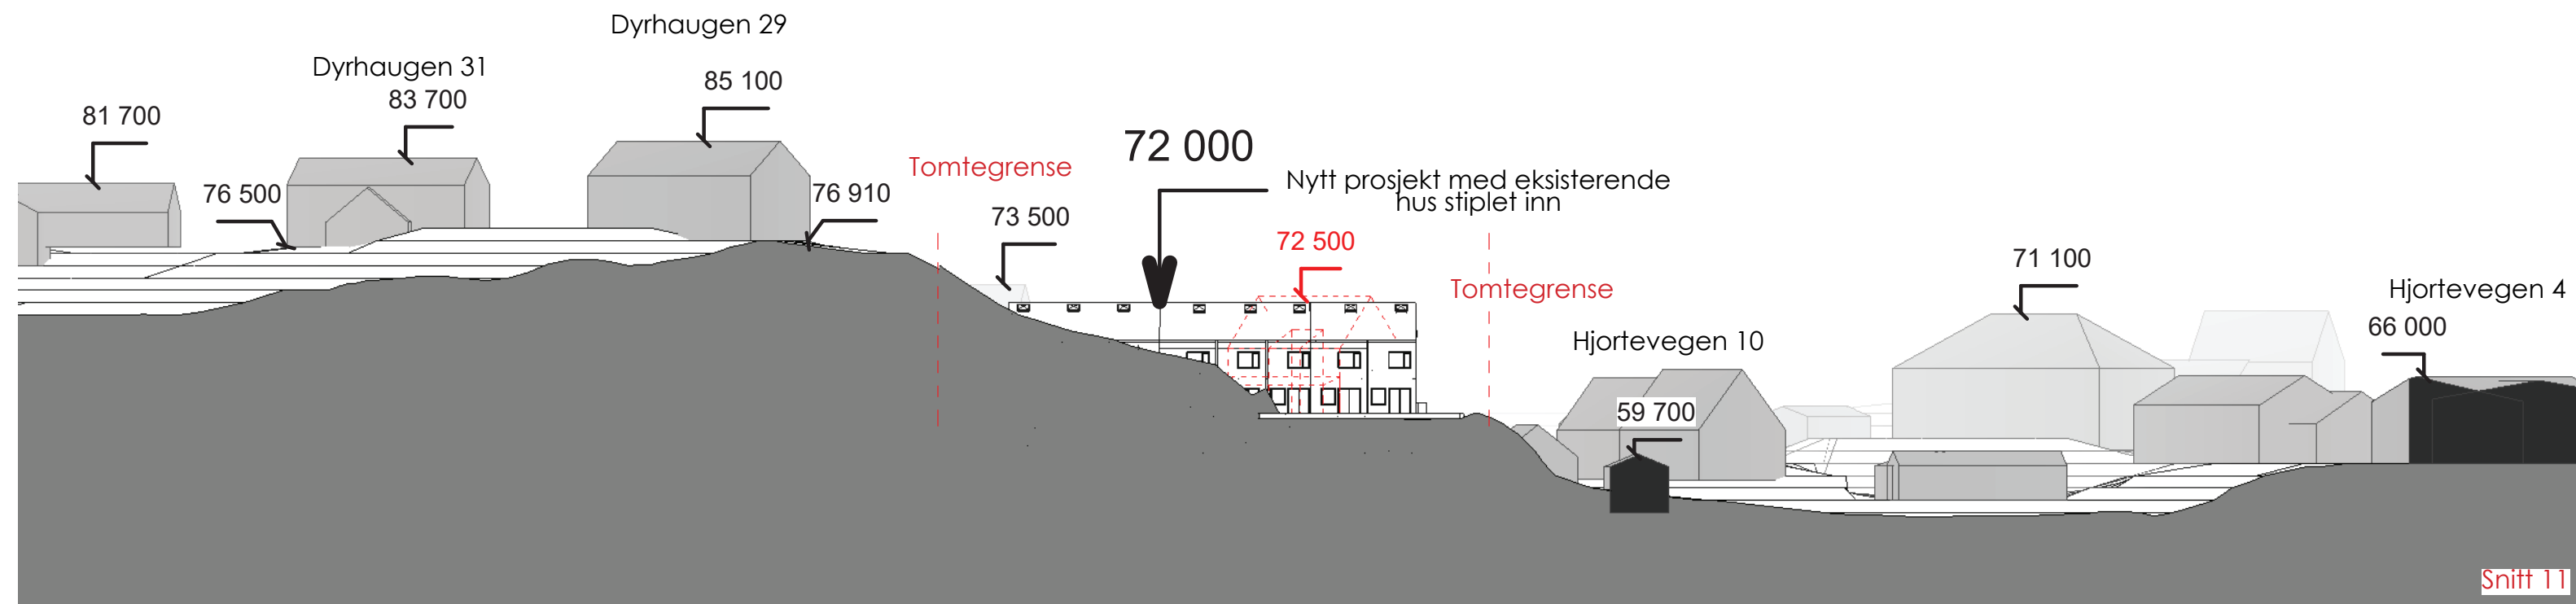 Dyrhaugen 29
Dyrhaugen 31
83 700
85 100
81 700
72 000
Tomtegrense
Nytt prosjekt med eksisterende
hus stiplet inn
76 500
76 910
73 500
72 500
71 100
Tomtegrense
Hjortevegen 4
66 000
Hjortevegen 10
59 700
Snitt 11